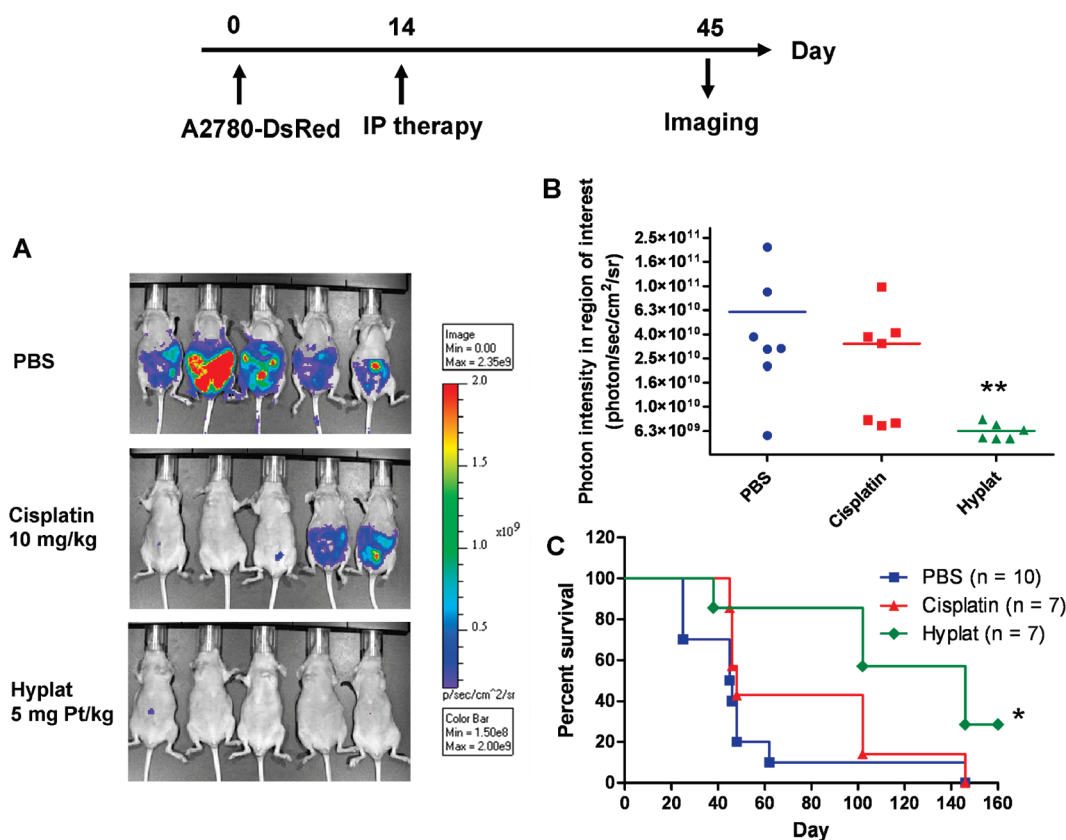 0 14 45 Day
A2780-DsRed IP therapy Imaging
A
PBS
Cisplatin
10 mg/kg
Hyplat
5 mg Pt/kg
Image
Min = 0.00
Max = 2.35e9
2.0
1.5
1.0
x10⁹
0.5
p/sec/cm^2/sr
Color Bar
Min = 1.50e8
Max = 2.00e9
B
Photon intensity in region of interest
(photon/sec/cm²/sr)
2.5×10¹¹
1.6×10¹¹
1.0×10¹¹
6.3×10¹⁰
4.0×10¹⁰
2.5×10¹⁰
1.6×10¹⁰
1.0×10¹⁰
6.3×10⁰⁹
**
PBS Cisplatin Hyplat
C
Percent survival
120
100
80
60
40
20
0
PBS (n = 10)
Cisplatin (n = 7)
Hyplat (n = 7)
*
0 20 40 60 80 100 120 140 160
Day